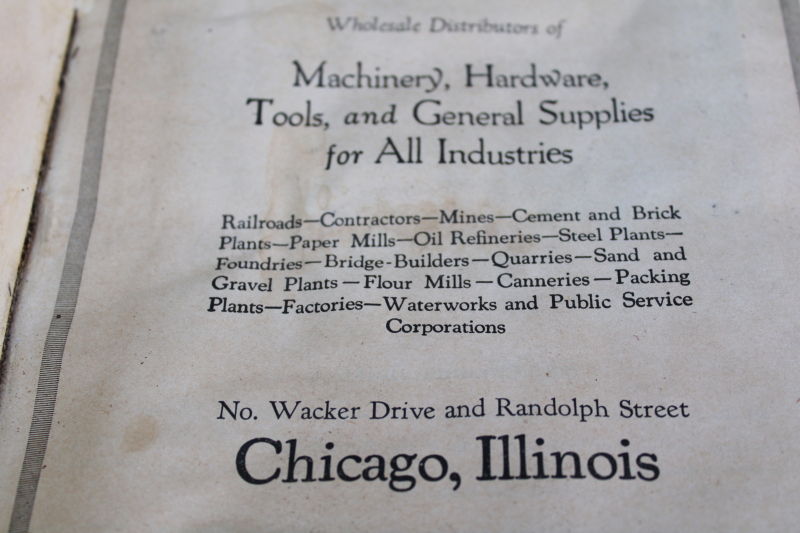 Wholesale Distributors of
Machinery, Hardware,
Tools, and General Supplies
for All Industries
Railroads—Contractors—Mines—Cement and Brick
Plants—Paper Mills—Oil Refineries—Steel Plants—
Foundries—Bridge-Builders—Quarries—Sand and
Gravel Plants—Flour Mills—Canneries—Packing
Plants—Factories—Waterworks and Public Service
Corporations
No. Wacker Drive and Randolph Street
Chicago, Illinois